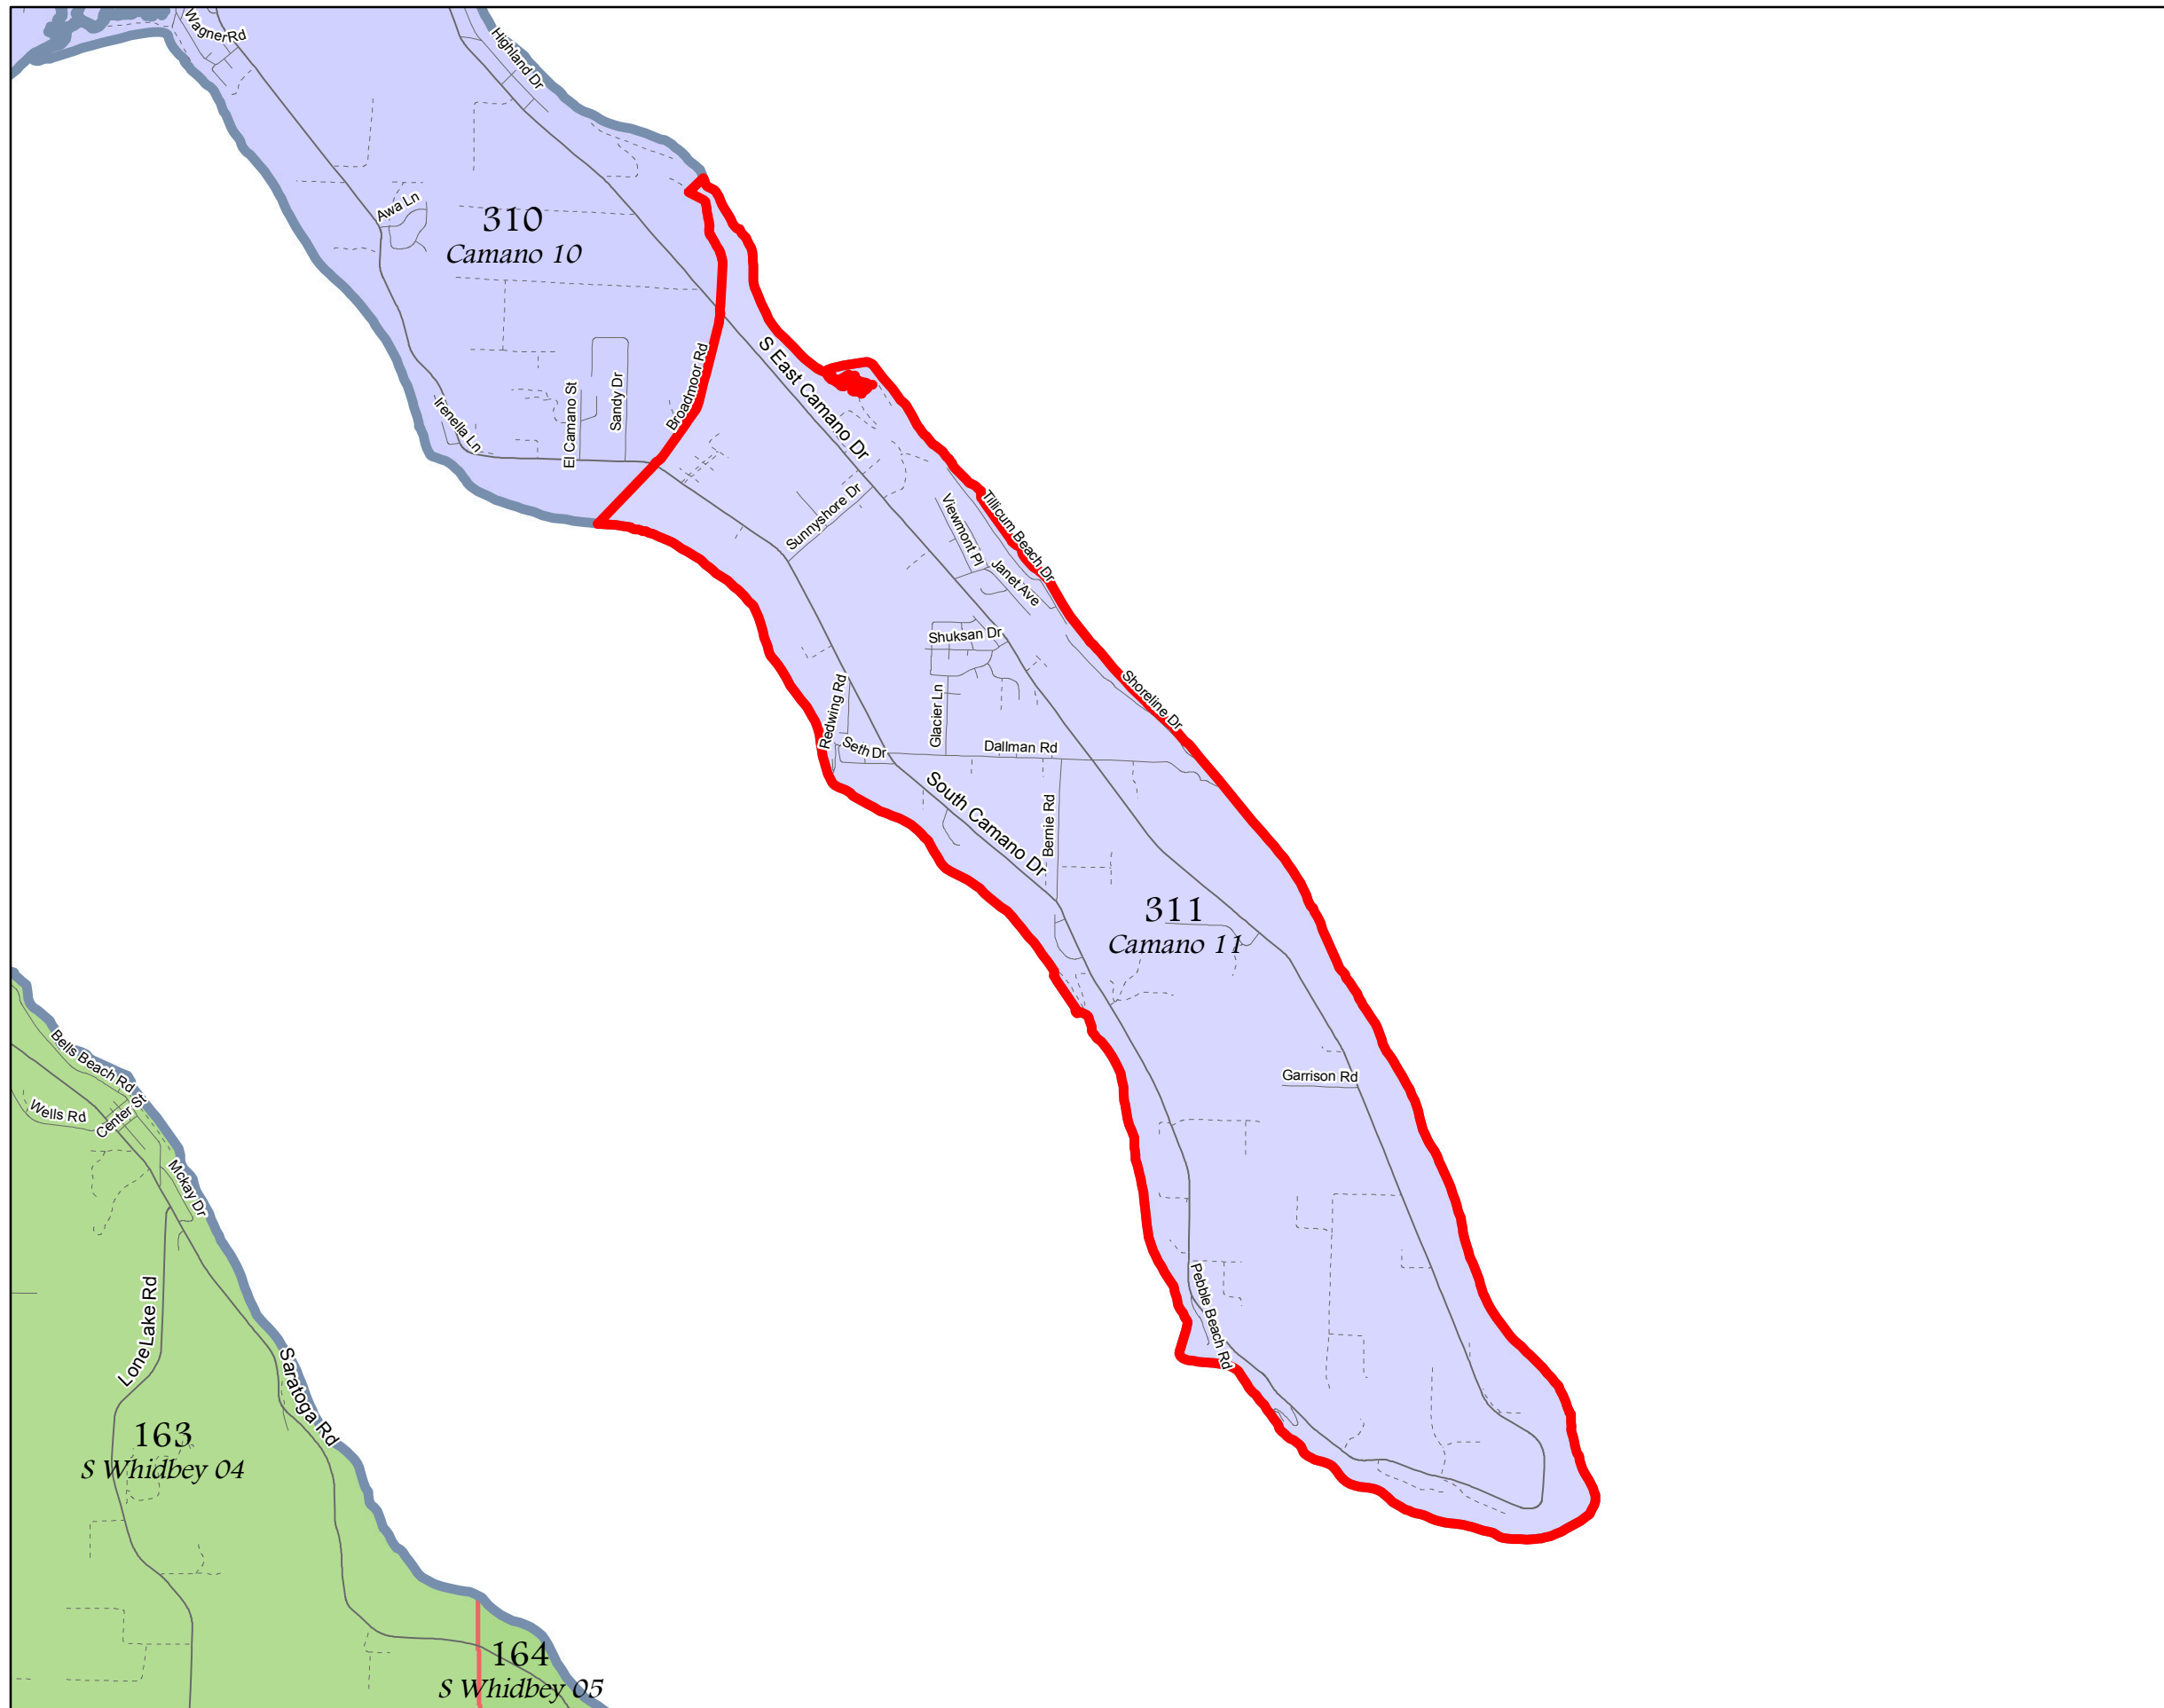 Wagner Rd
Highland Dr
Awa Ln
310
Camano 10
S East Camano Dr
Broadmoor Rd
Sandy Dr
El Camano St
Irenella Ln
Sunnyshore Dr
Viewmont Pl
Tillicum Beach Dr
Janet Ave
Shuksan Dr
Redwing Rd
Glacier Ln
Shoreline Dr
Seth Dr
Dallman Rd
South Camano Dr
Bernie Rd
311
Camano 11
Bells Beach Rd
Wells Rd
Center St
Garrison Rd
Mckay Dr
Lone Lake Rd
Pebble Beach Rd
Saratoga Rd
163
S Whidbey 04
164
S Whidbey 05